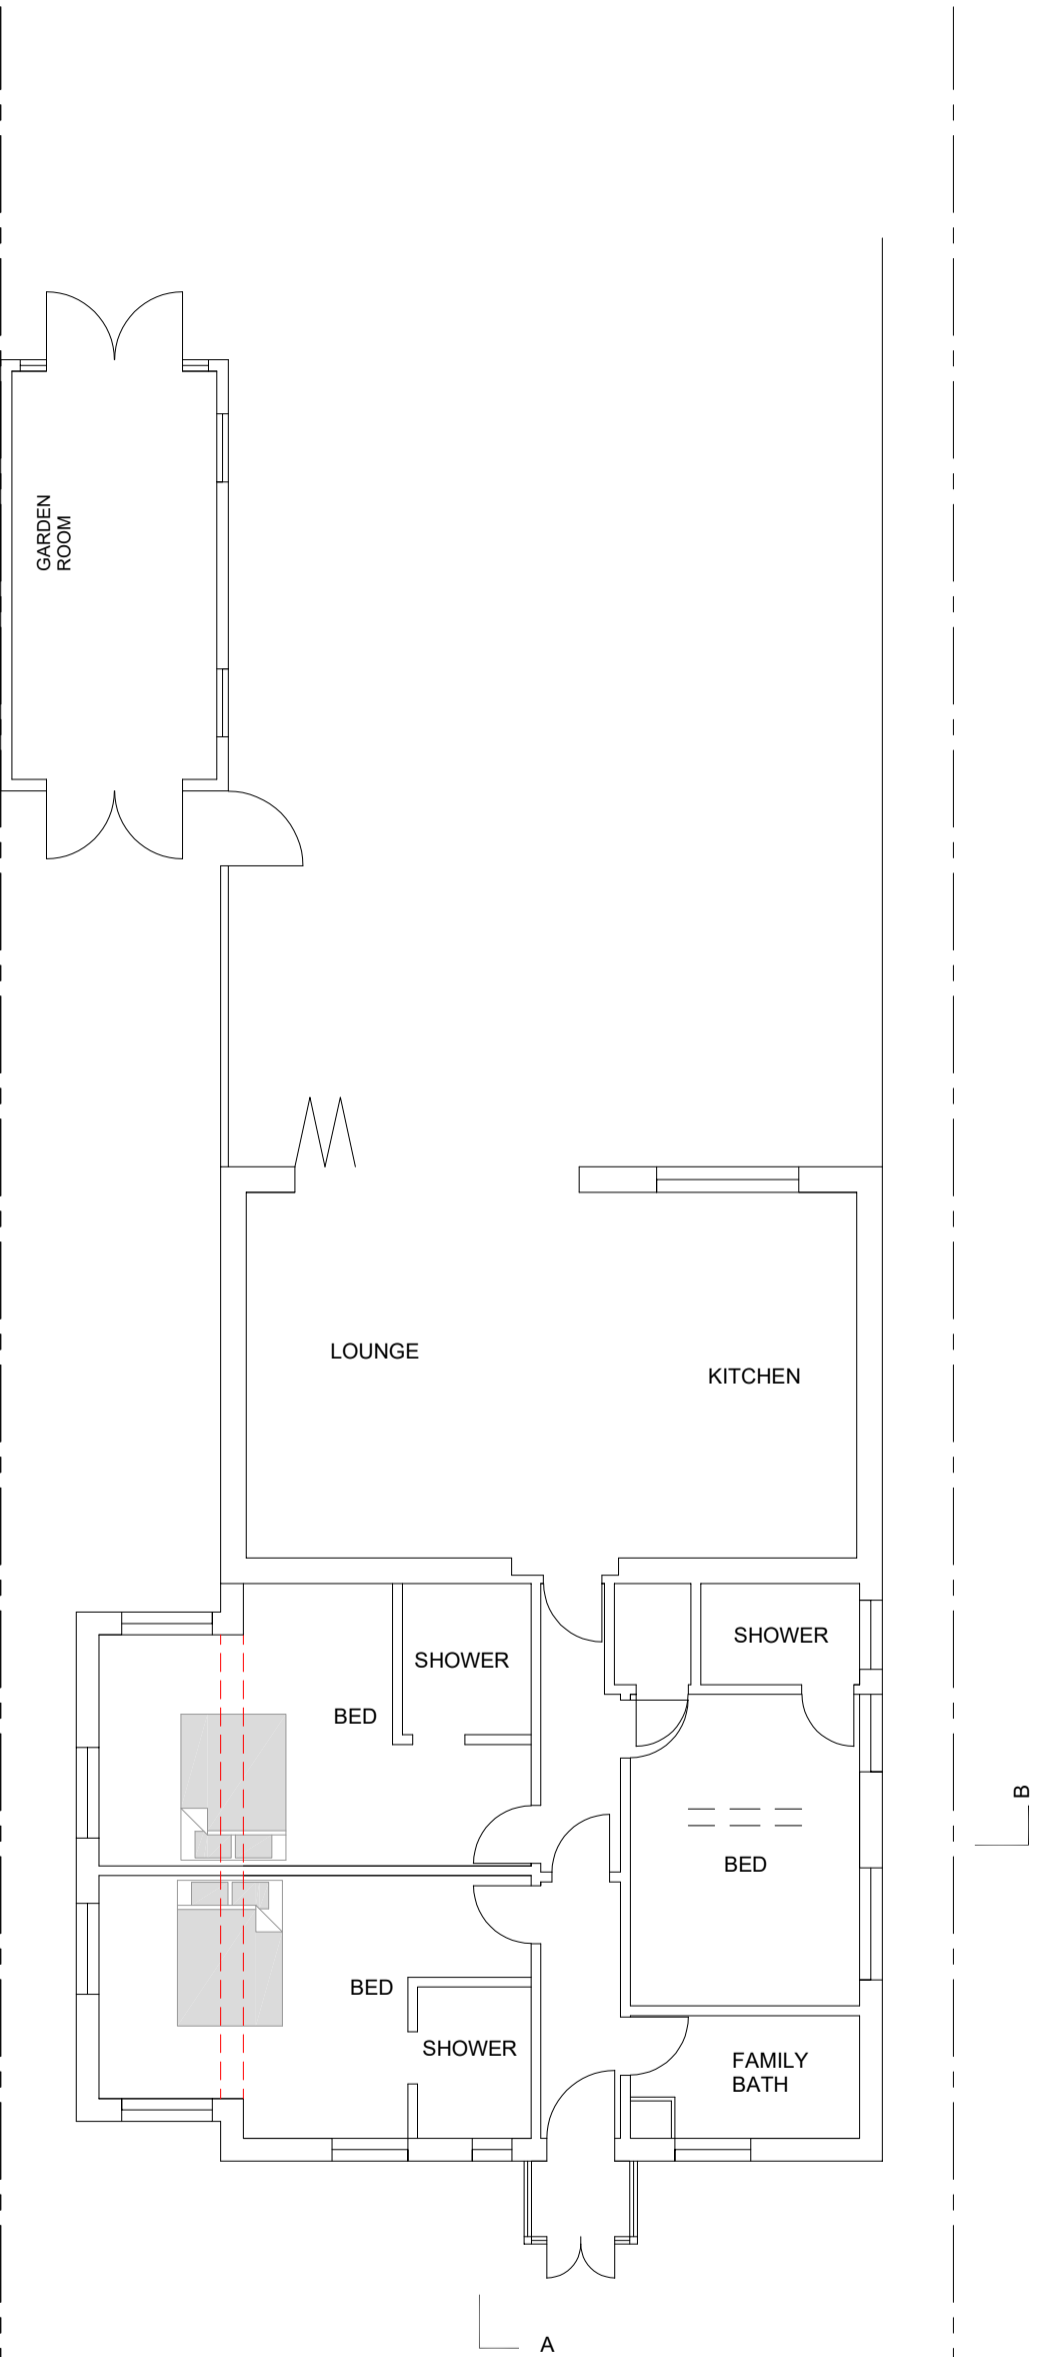 GARDEN
ROOM
LOUNGE
KITCHEN
SHOWER
SHOWER
BED
B
BED
BED
SHOWER
FAMILY
BATH
A